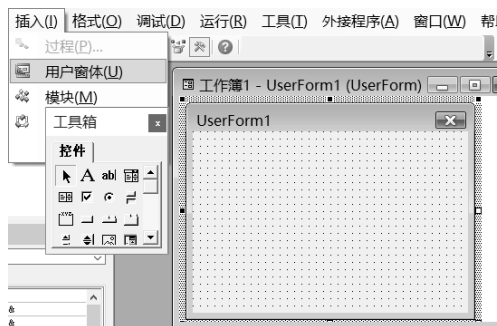 插入(I) 格式(O) 调试(D) 运行(R) 工具(T) 外接程序(A) 窗口(W)
过程(P)...
用户窗体(U)
模块(M)
工具箱 x
控件
A ab
工作簿1 - UserForm1 (UserForm)
UserForm1